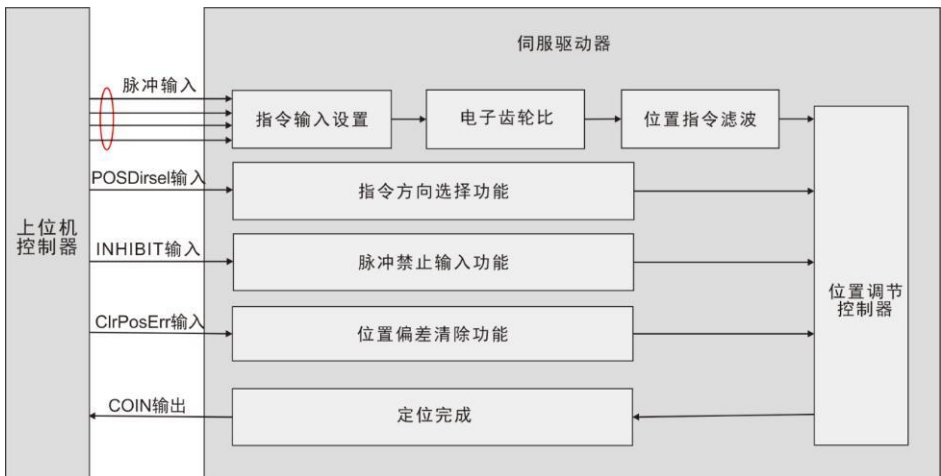 伺服驱动器
脉冲输入
指令输入设置
电子齿轮比
位置指令滤波
POSDirsel输入
指令方向选择功能
上位机
控制器
INHIBIT输入
脉冲禁止输入功能
位置调节
控制器
ClrPosErr输入
位置偏差清除功能
COIN输出
定位完成